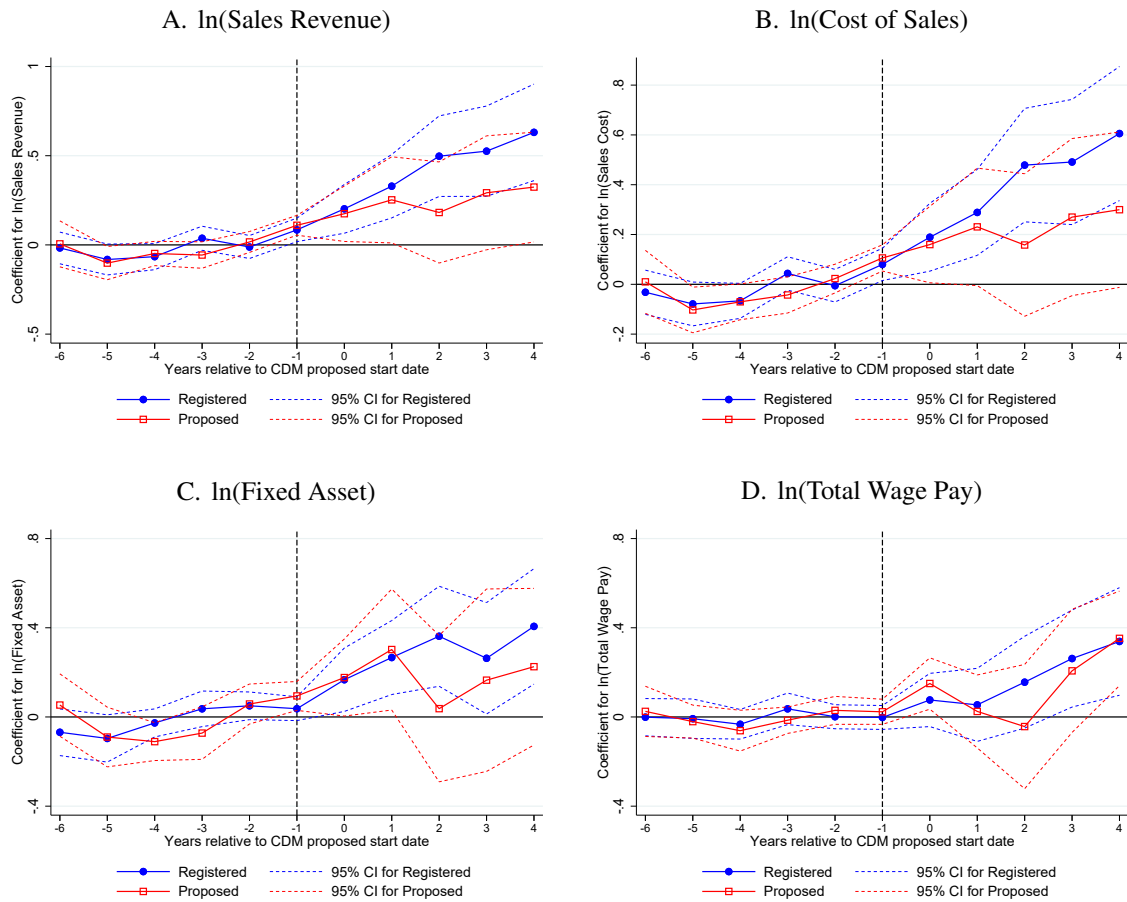 A. ln(Sales Revenue)
Coefficient for ln(Sales Revenue)
1
.5
0
-.5
-6 -5 -4 -3 -2 -1 0 1 2 3 4
Years relative to CDM proposed start date
Registered 95% CI for Registered
Proposed 95% CI for Proposed
B. ln(Cost of Sales)
Coefficient for ln(Sales Cost)
.8
.6
.4
.2
0
-.2
-6 -5 -4 -3 -2 -1 0 1 2 3 4
Years relative to CDM proposed start date
Registered 95% CI for Registered
Proposed 95% CI for Proposed
C. ln(Fixed Asset)
Coefficient for ln(Fixed Asset)
.8
.4
0
-.4
-6 -5 -4 -3 -2 -1 0 1 2 3 4
Years relative to CDM proposed start date
Registered 95% CI for Registered
Proposed 95% CI for Proposed
D. ln(Total Wage Pay)
Coefficient for ln(Total Wage Pay)
.8
.4
0
-.4
-6 -5 -4 -3 -2 -1 0 1 2 3 4
Years relative to CDM proposed start date
Registered 95% CI for Registered
Proposed 95% CI for Proposed